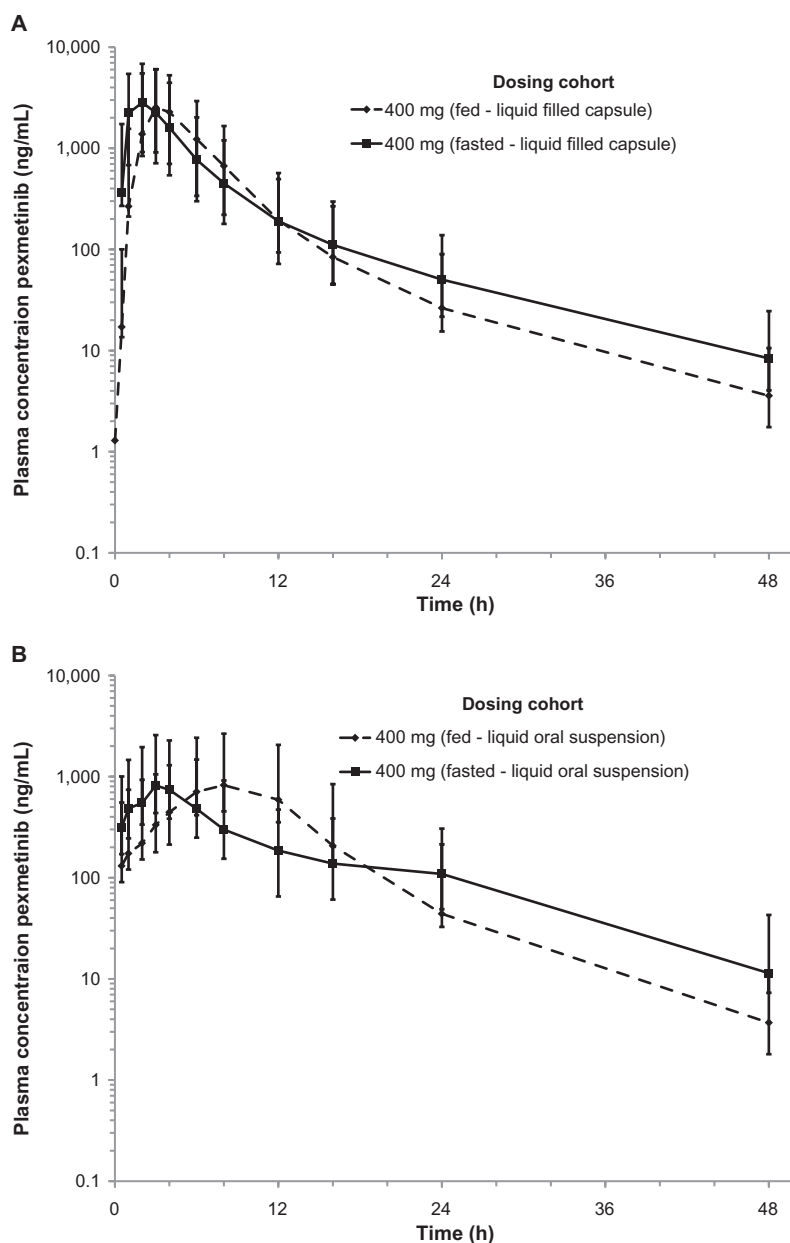 A
Plasma concentraion pexmetinib (ng/mL)
10,000
1,000
100
10
1
0.1
Dosing cohort
400 mg (fed - liquid filled capsule)
400 mg (fasted - liquid filled capsule)
0 12 24 36 48
Time (h)
B
Plasma concentraion pexmetinib (ng/mL)
10,000
1,000
100
10
1
0.1
Dosing cohort
400 mg (fed - liquid oral suspension)
400 mg (fasted - liquid oral suspension)
0 12 24 36 48
Time (h)